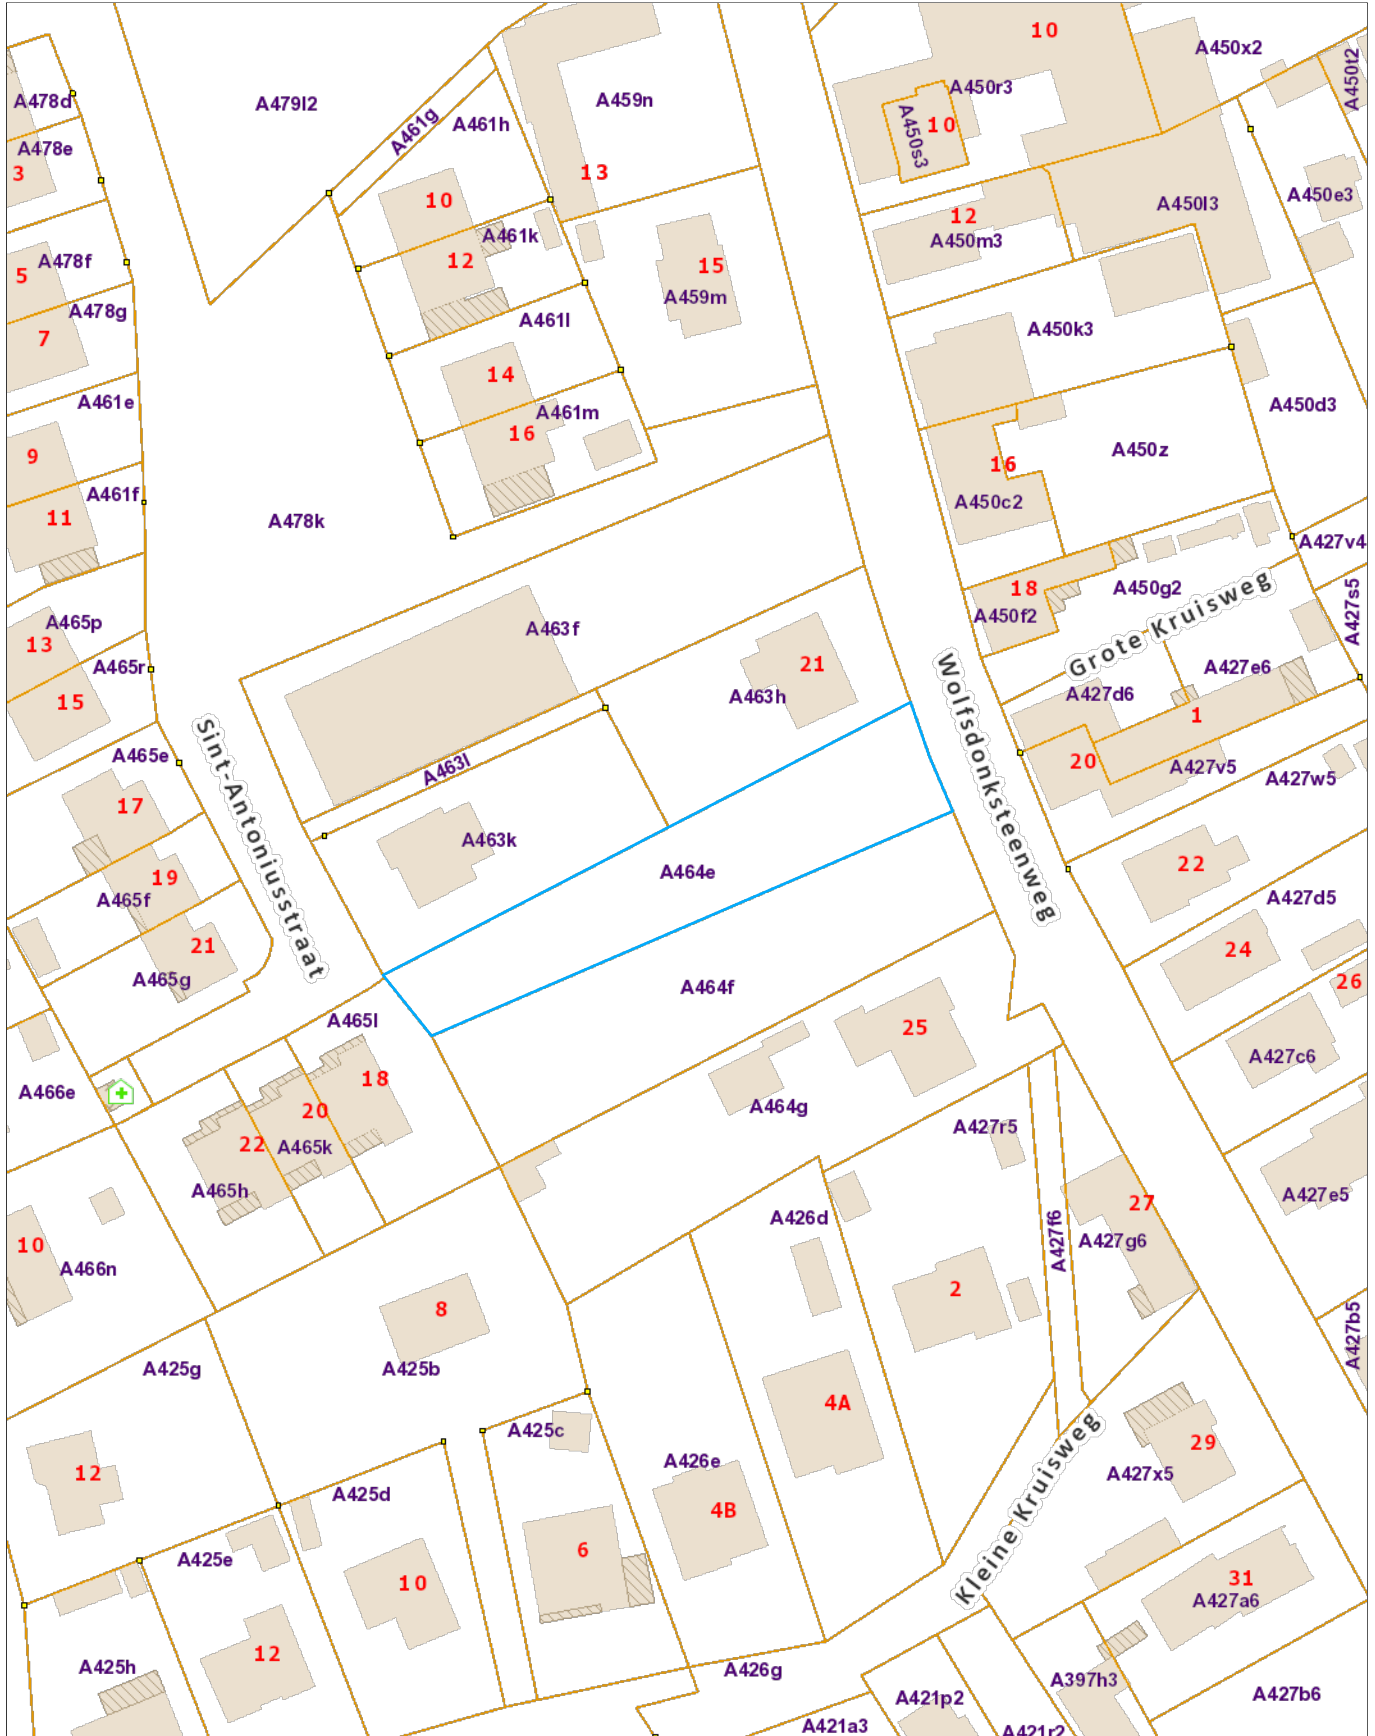 10
A450x2
A450t2
A478d
A479l2
A461g
A461h
A459n
A450r3
A450s3
10
A478e
3
13
10
A450e3
A450l3
12
A450m3
A461k
12
15
A459m
A478f
5
A478g
7
A461l
A450k3
14
A461e
A461m
16
A450d3
9
A450z
16
A461f
11
A478k
A450c2
A427v4
18
A450g2
A450f2
Grote Kruisweg
A427s5
A465p
13
A463f
A465r
15
21
A463h
A427e6
A427d6
1
Wolfsdonksteenweg
Sint-Antoniusstraat
A465e
17
A463l
20
A427v5
A427w5
A463k
A464e
22
19
A465f
A427d5
21
24
A465g
A464f
26
A465l
25
A427c6
18
A466e
20
A464g
22
A465k
A427r5
A465h
A426d
27
A427e5
A427f6
A427g6
10
A466n
8
2
A425g
A425b
A427b5
4A
A425c
29
A426e
A427x5
12
A425d
4B
Kleine Kruisweg
A425e
6
10
31
A427a6
12
A425h
A426g
A397h3
A421p2
A427b6
A421a3
A421r2